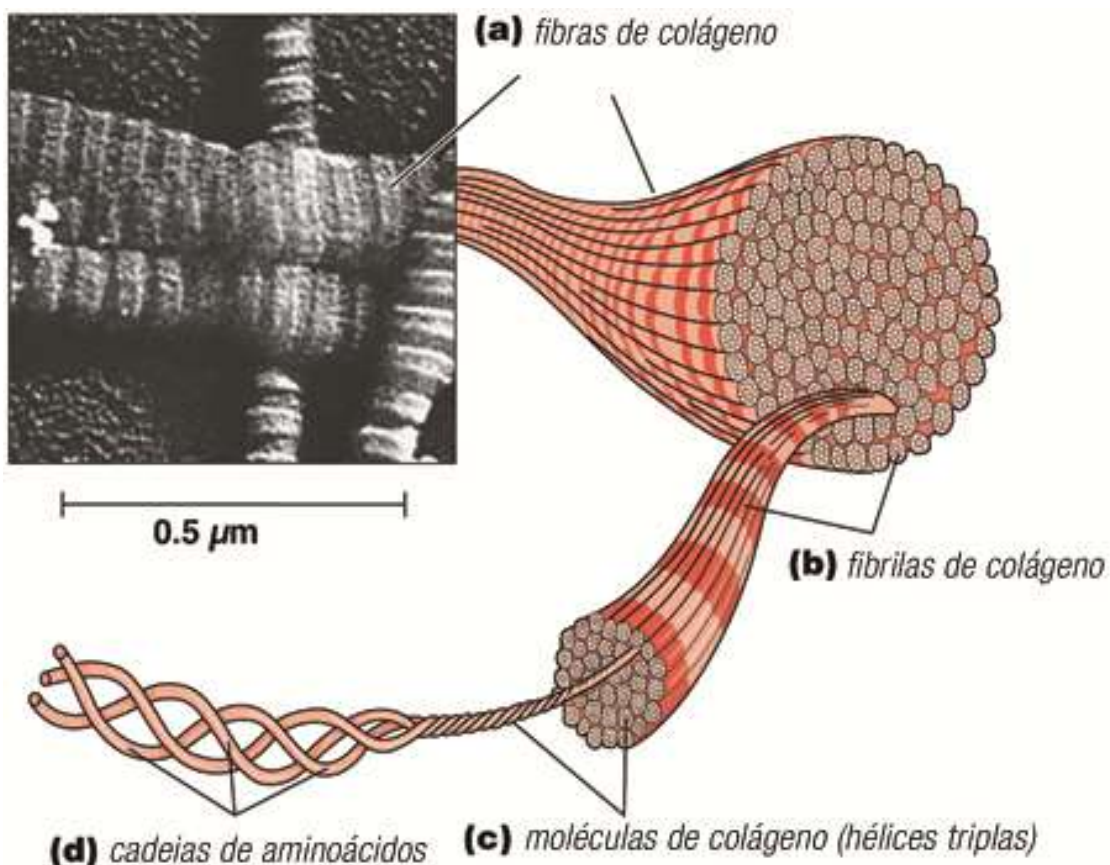 (a) fibras de colágeno
0.5 µm
(b) fibrilas de colágeno
(c) moléculas de colágeno (hélices triplas)
(d) cadeias de aminoácidos